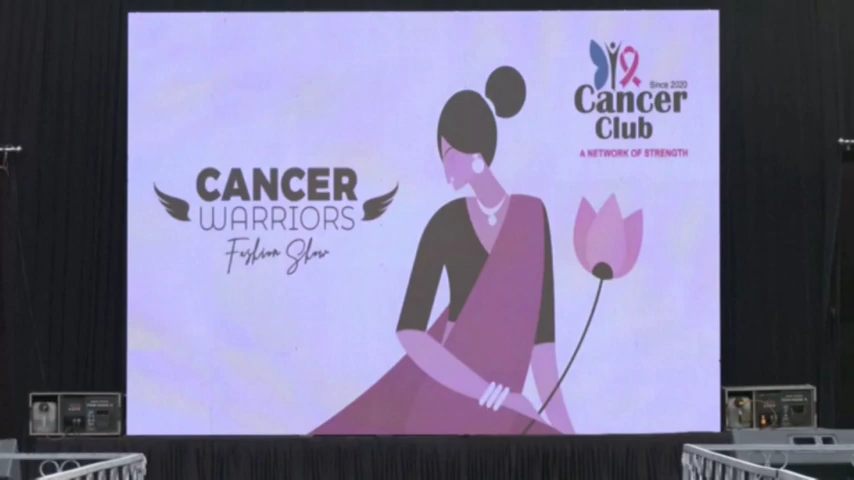 Since 2020
Cancer
Club
A NETWORK OF STRENGTH
CANCER
WARRIORS
Fashion Show